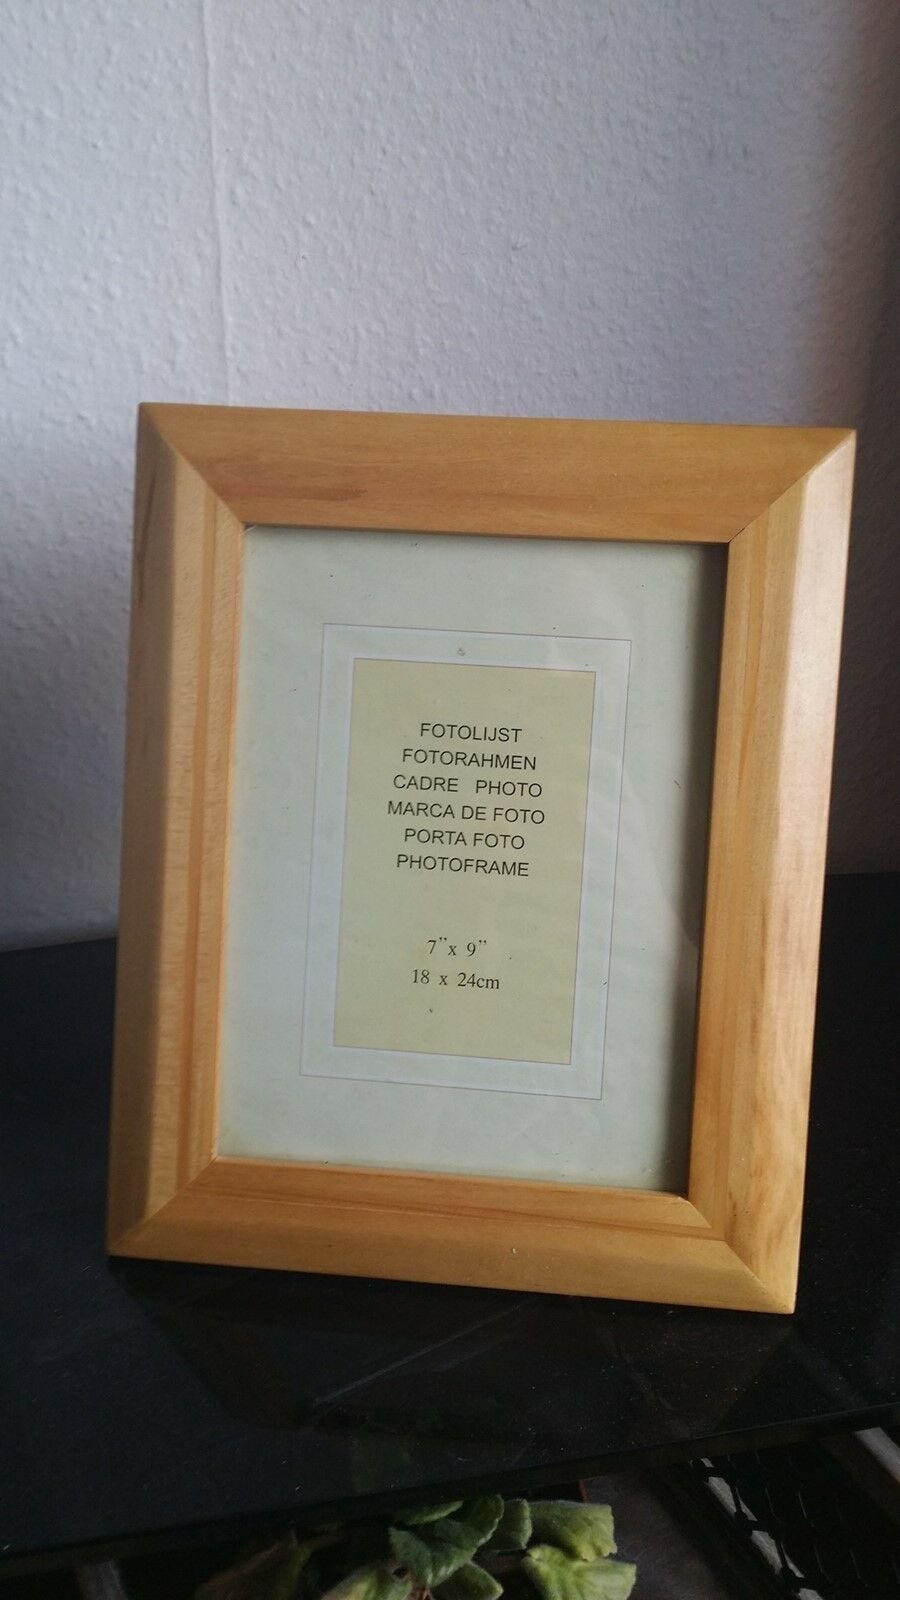 FOTOLIJST
FOTORAHMEN
CADRE PHOTO
MARCA DE FOTO
PORTA FOTO
PHOTOFRAME
7"x 9"
18 x 24cm